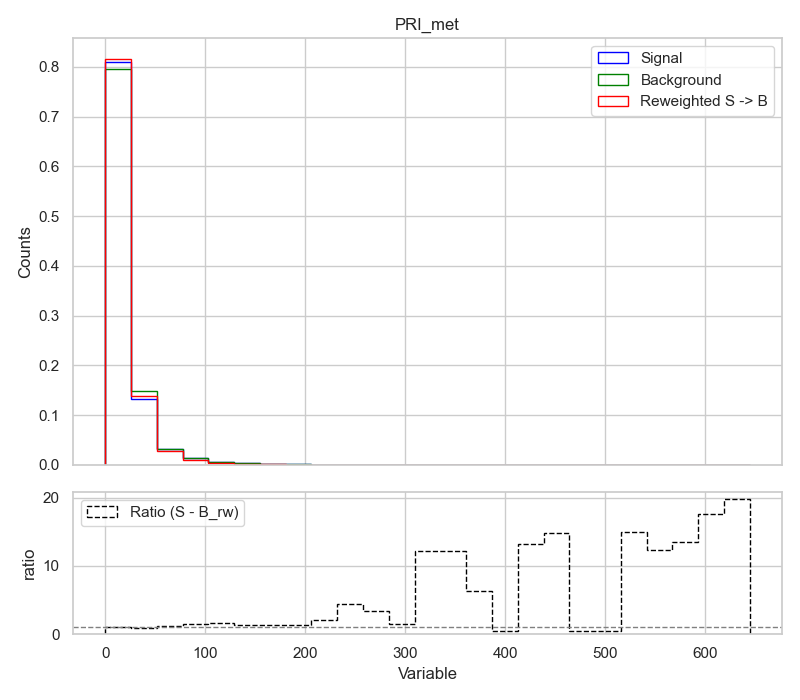 PRI_met
Signal
Background
Reweighted S -> B
0.8
0.7
0.6
0.5
0.4
0.3
0.2
0.1
0.0
Counts
Ratio (S - B_rw)
20
10
0
ratio
0 100 200 300 400 500 600
Variable